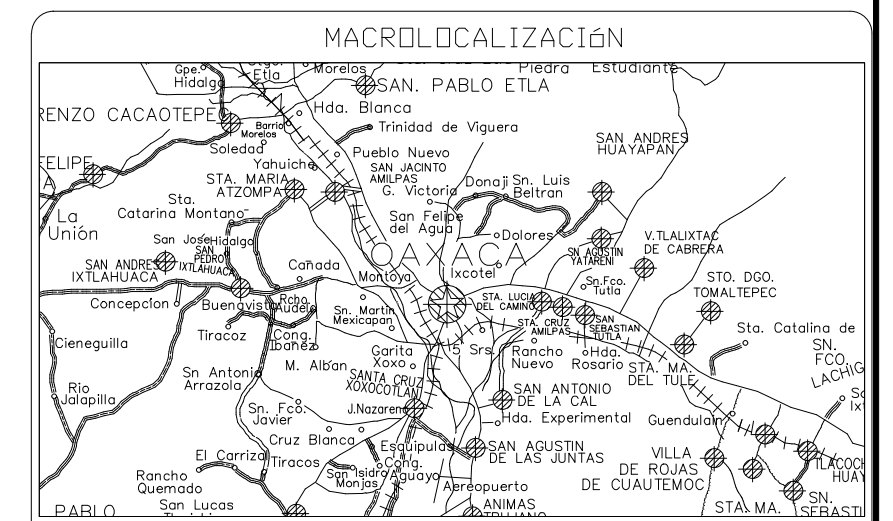 MACROLOCALIZACIóN
Gpe.
Hidalgo
Etla
Morelos
Piedra
Estudiante
SAN. PABLO ETLA
Hda. Blanca
RENZO CACAOTEPEC
Barrio
Morelos
Trinidad de Viguera
Soledad
SAN ANDRES
HUAYAPAN
Pueblo Nuevo
FELIPE
Yahuiche
SAN JACINTO
AMILPAS
STA. MARIA
ATZOMPA
G. Victoria
Donaji
Sn. Luis
Beltran
A
Sta.
Catarina Montano
La
Unión
San Felipe
del Agua
Dolores
V.TLALIXTAC
DE CABRERA
San José
Hidalgo
SAN
PEDRO
IXTLAHUACA
OAXACA
SN. AGUSTIN
YATARENI
SAN ANDRES
IXTLAHUACA
Cañada
Montoya
Ixcotel
Sn.Fco.
Tutla
STO. DGO.
TOMALTEPEC
Concepción
Buenavista
Rcho
Audelo
Sn. Martin
Mexicapan
STA. LUCIA
DEL CAMINO
STA. CRUZ
AMILPAS
SAN
SEBASTIAN
TUTLA
Sta. Catalina de
SN.
FCO.
LACHIG
Tiracoz
Cong.
Ibañez
Cieneguilla
Garita
Xoxo
5 Srs.
Rancho
Nuevo
Hda.
Rosario
STA. MA.
DEL TULE
M. Albán
Sn Antonio
Arrazola
SANTA CRUZ
XOXOCOTLAN
Rio
Jalapilla
SAN ANTONIO
DE LA CAL
Sn. Fco.
Javier
J.Nazareno
Hda. Experimental
Guendulain
Cruz Blanca
Esquipulas
SAN AGUSTIN
DE LAS JUNTAS
El Carrizal
Tiracos
VILLA
DE ROJAS
DE CUAUTEMOC
TLACOCH
HUAY
Rancho
Quemado
San Isidro
Monjas
Cong.
Aguayo
Aereopuerto
San Lucas
PABLO
ANIMAS
TRUJANO
STA. MA.
SN.
SEBASTI